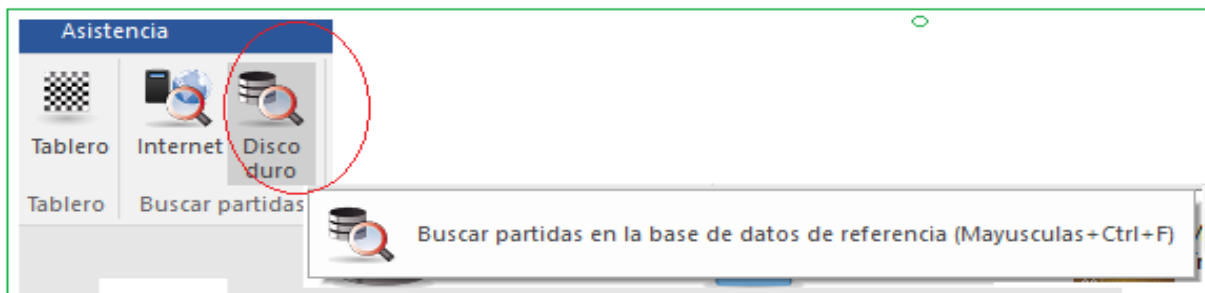 Asistencia
Tablero Internet Disco
duro
Tablero Buscar partidas
Buscar partidas en la base de datos de referencia (Mayusculas+Ctrl+F)